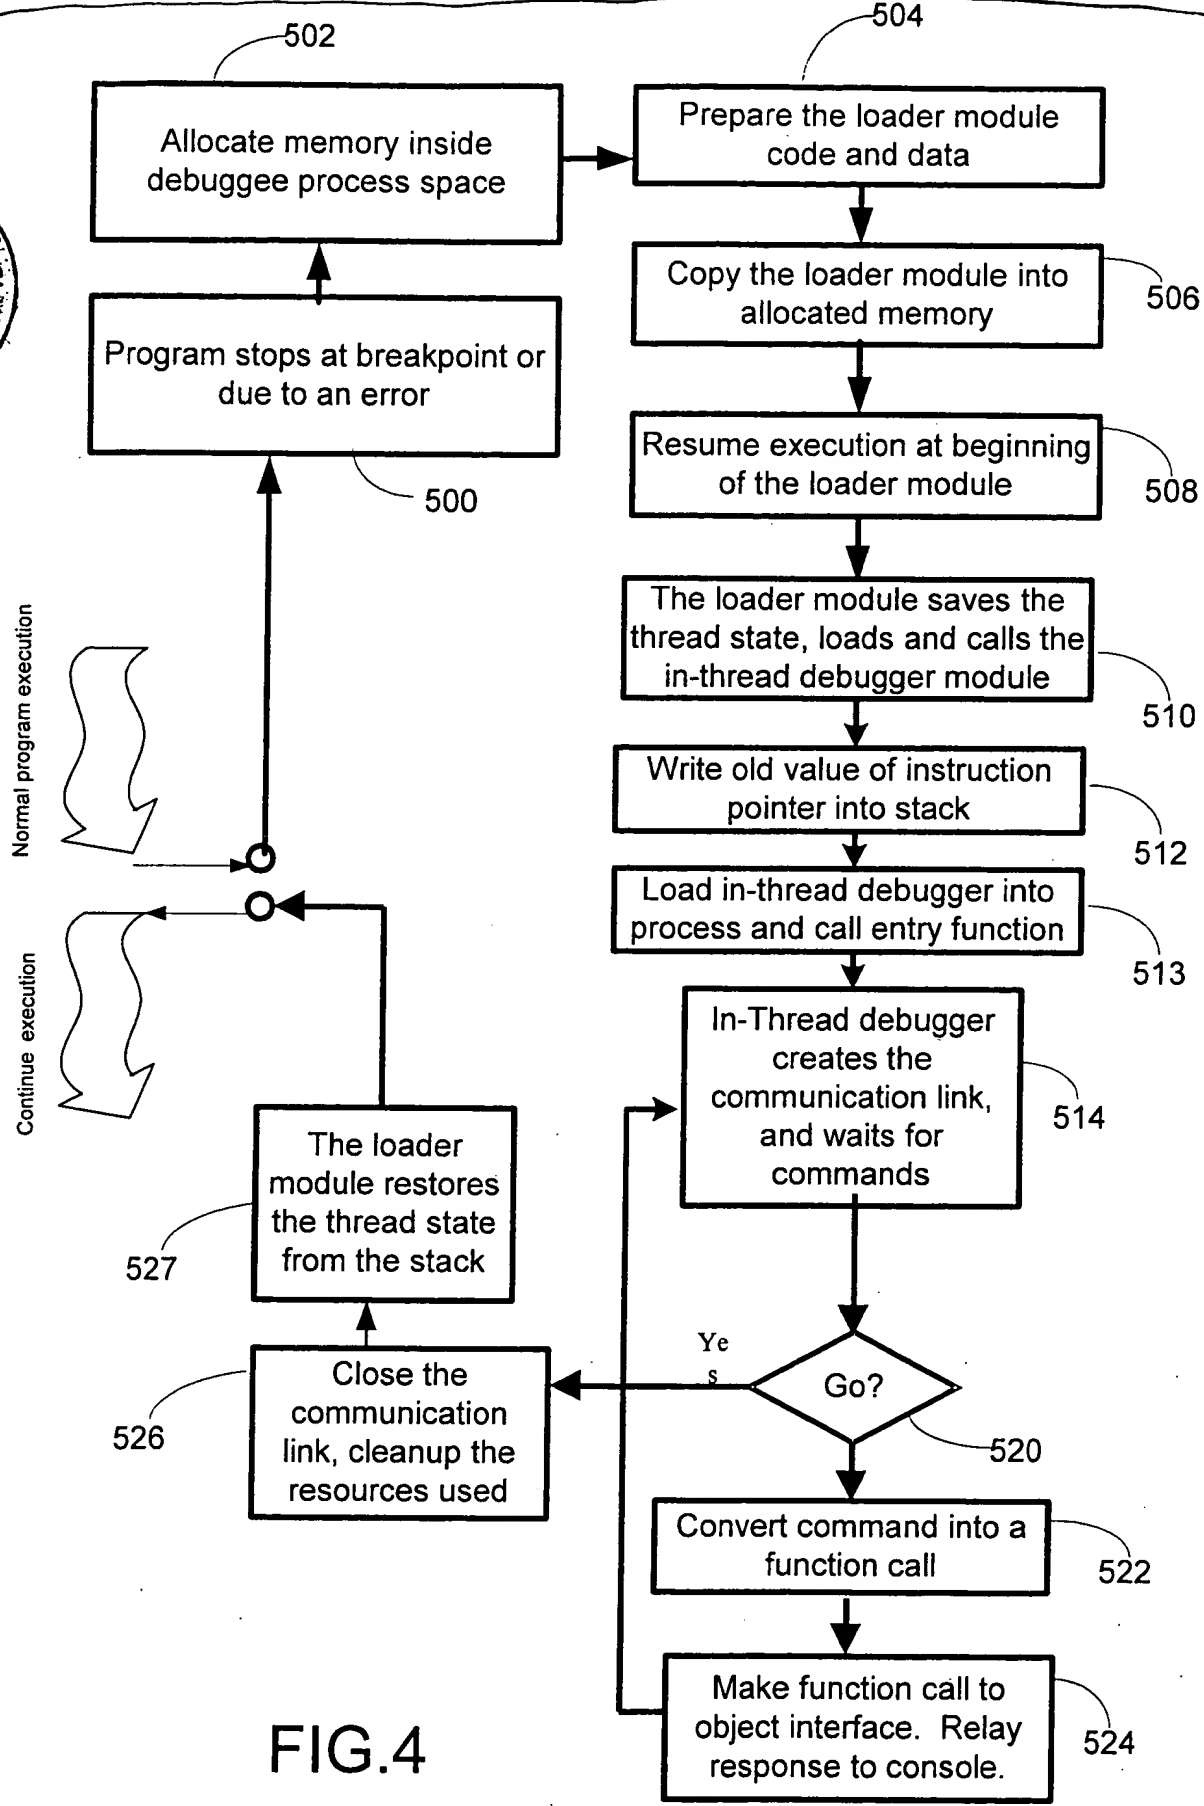 502
504
Allocate memory inside
debuggee process space
Prepare the loader module
code and data
Copy the loader module into
allocated memory
506
Program stops at breakpoint or
due to an error
500
Resume execution at beginning
of the loader module
508
The loader module saves the
thread state, loads and calls the
in-thread debugger module
510
Normal program execution
Write old value of instruction
pointer into stack
512
Load in-thread debugger into
process and call entry function
513
Continue execution
In-Thread debugger
creates the
communication link,
and waits for
commands
514
The loader
module restores
the thread state
from the stack
527
Ye
s
Go?
520
Close the
communication
link, cleanup the
resources used
526
Convert command into a
function call
522
Make function call to
object interface. Relay
response to console.
524
FIG.4